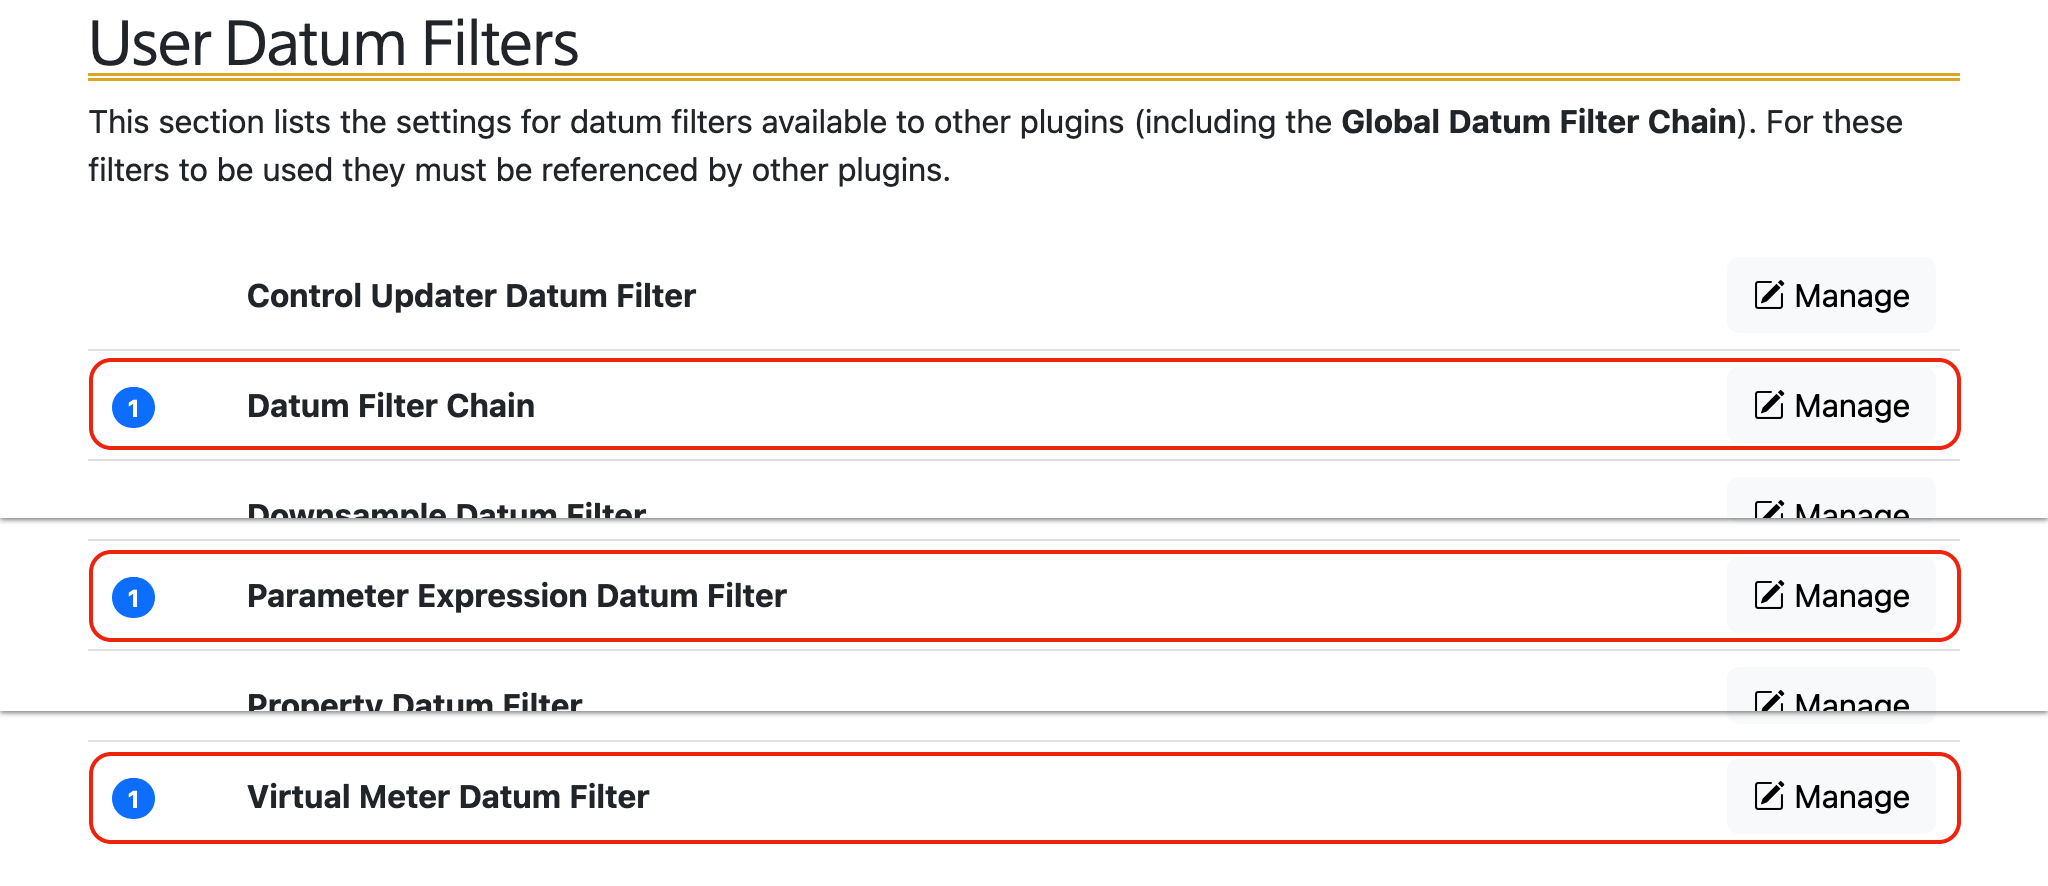 User Datum Filters
This section lists the settings for datum filters available to other plugins (including the Global Datum Filter Chain). For these
filters to be used they must be referenced by other plugins.
Control Updater Datum Filter Manage
1 Datum Filter Chain Manage
Downsample Datum Filter Manage
1 Parameter Expression Datum Filter Manage
Property Datum Filter Manage
1 Virtual Meter Datum Filter Manage